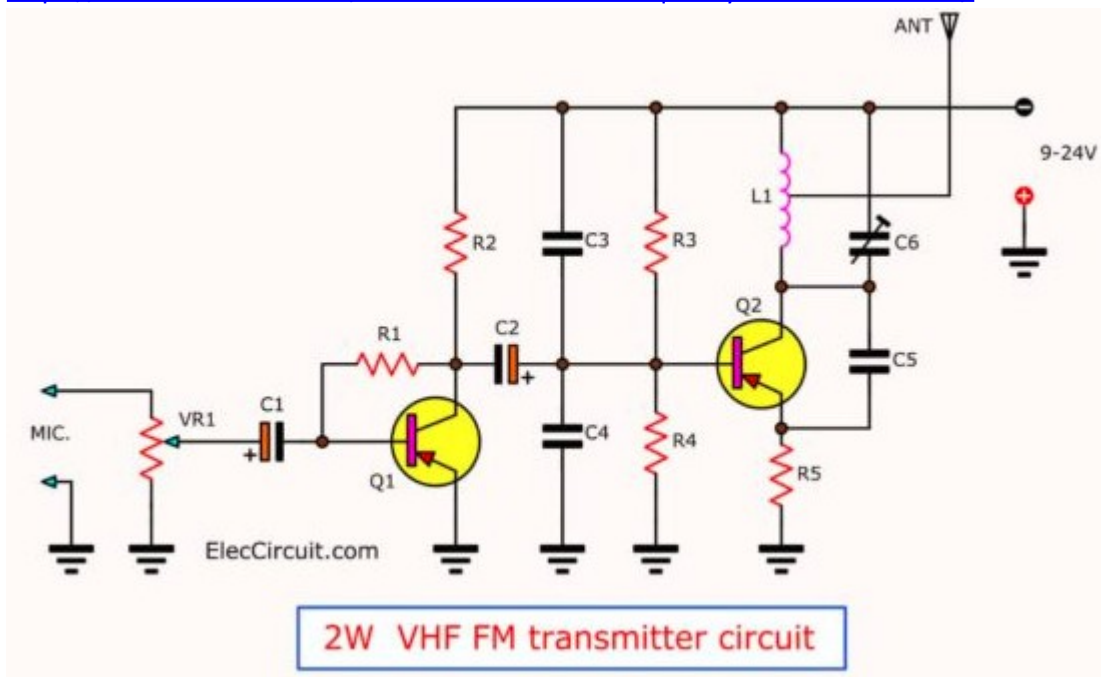 ANT
9-24V
L1
R2
C3
R3
C6
Q2
R1
C2
+
C5
MIC.
VR1
C1
+
C4
R4
Q1
R5
ElecCircuit.com
2W VHF FM transmitter circuit